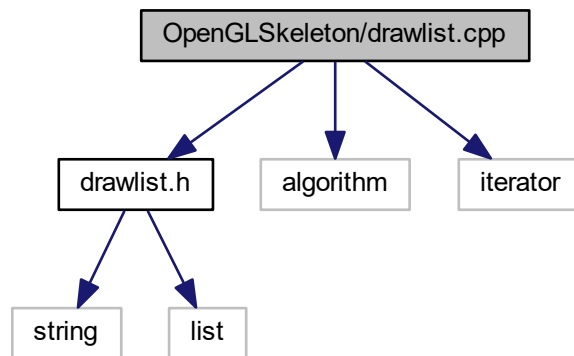 OpenGLSkeleton/drawlist.cpp
drawlist.h
algorithm
iterator
string
list